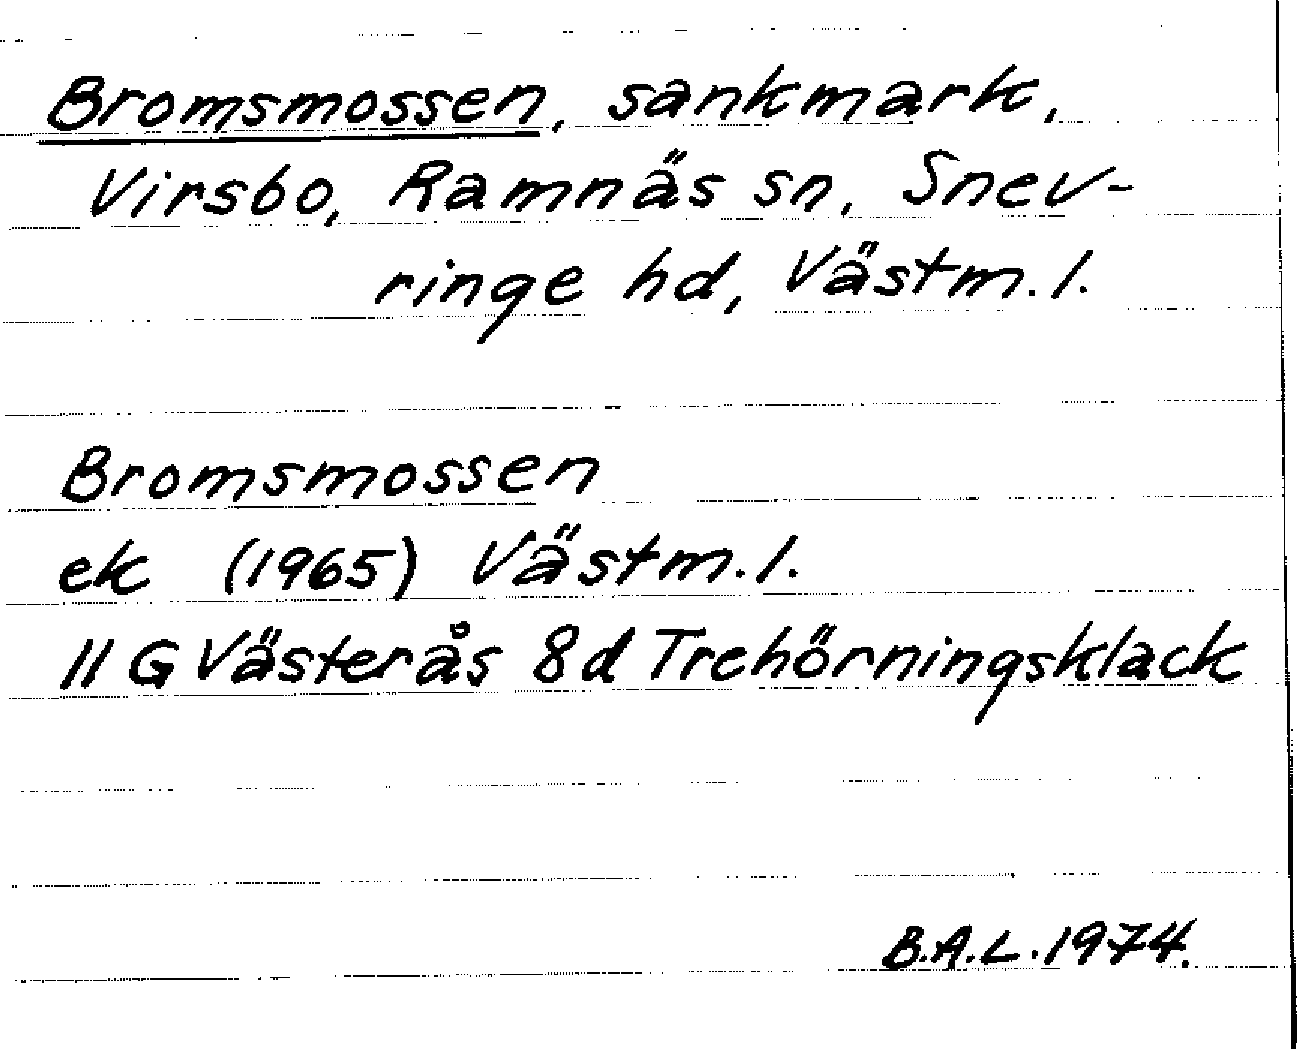 Bromsmossen, sankmark,
Virsbo, Ramnäs sn, Snev-
ringe hd, Västm. l.
Bromsmossen
ek (1965) Västm. l.
11 G Västerås 8d Trehörningsklack
B.A.L. 1974.